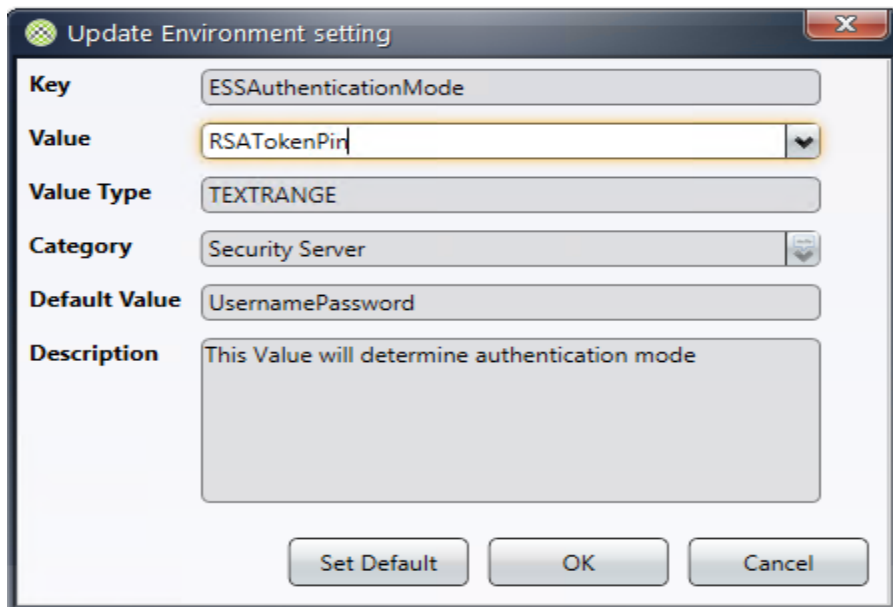 Update Environment setting
Key ESSAuthenticationMode
Value RSATokenPin
Value Type TEXTRANGE
Category Security Server
Default Value UsernamePassword
Description This Value will determine authentication mode
Set Default OK Cancel